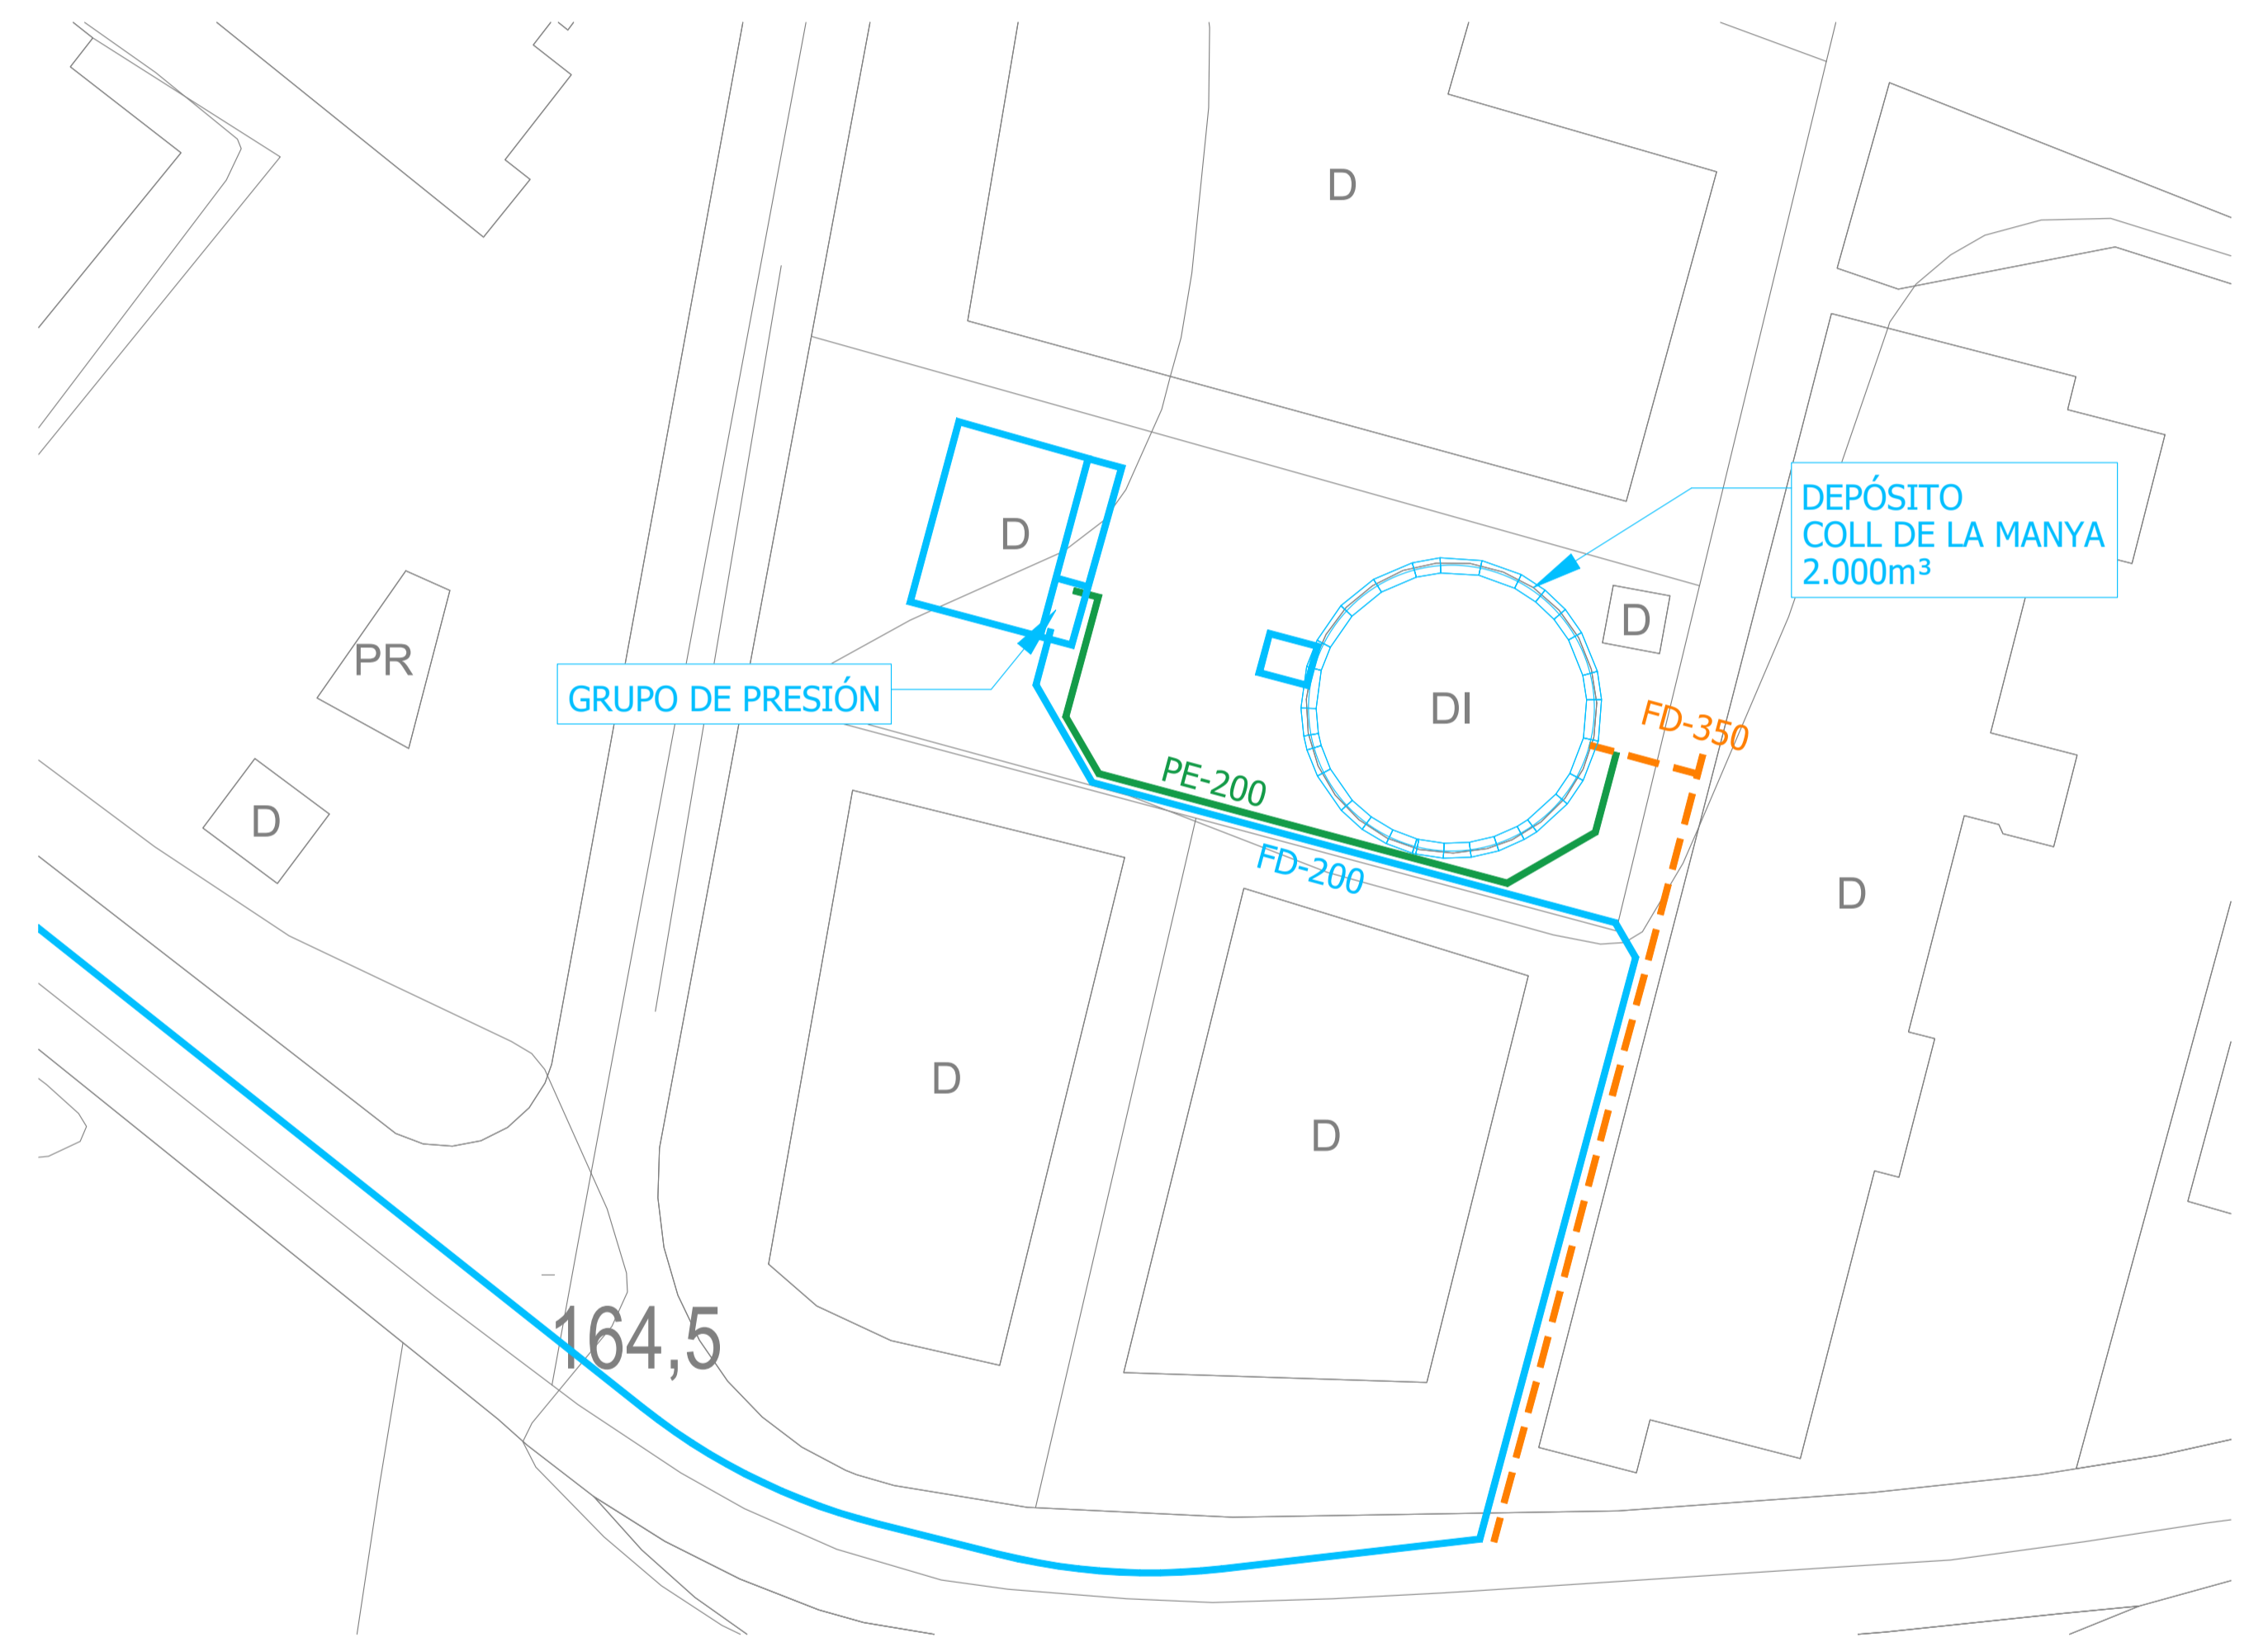 D
DEPÓSITO
COLL DE LA MANYA
2.000m³
D
D
PR
GRUPO DE PRESIÓN
DI
FD-350
PE-200
D
FD-200
D
D
D
164,5